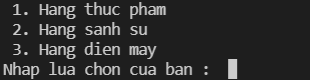 1. Hang thuc pham
2. Hang sanh su
3. Hang dien may
Nhap lua chon cua ban :